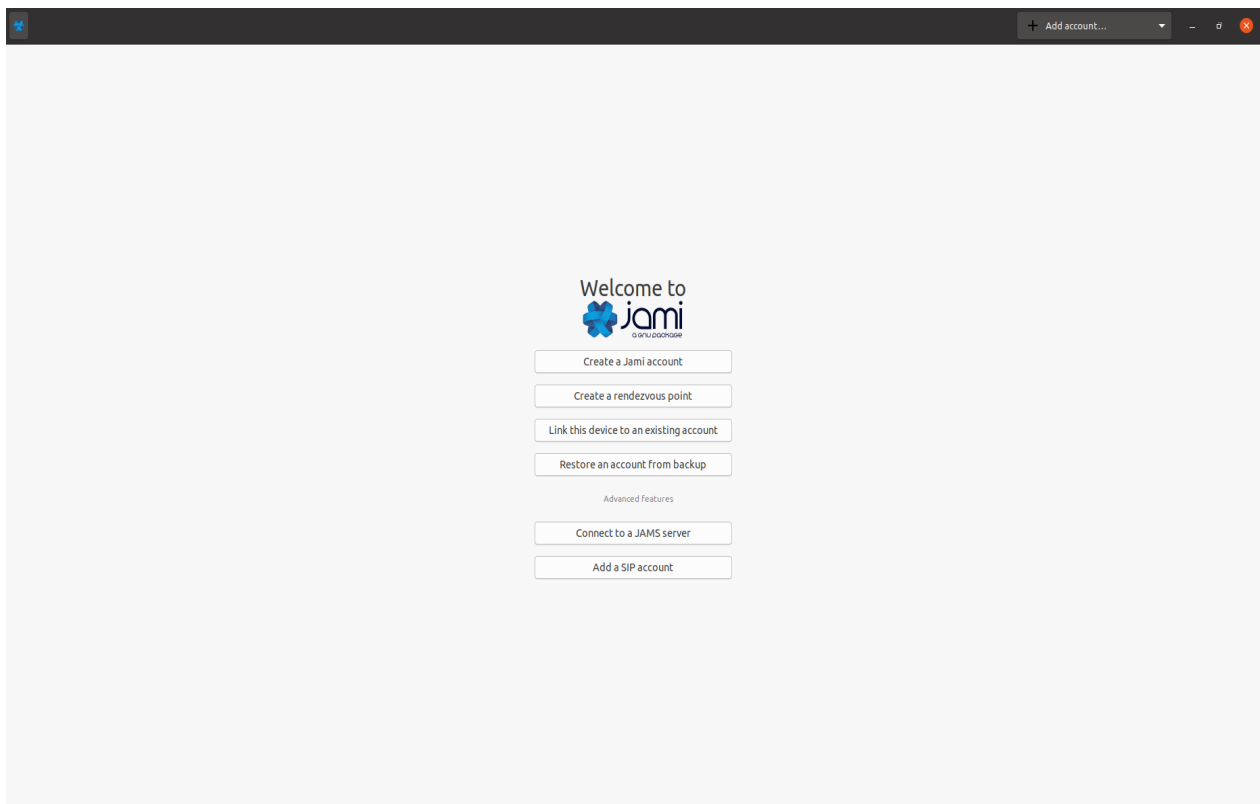 Add account...
Welcome to
jami
a GNU package
Create a Jami account
Create a rendezvous point
Link this device to an existing account
Restore an account from backup
Advanced features
Connect to a JAMS server
Add a SIP account